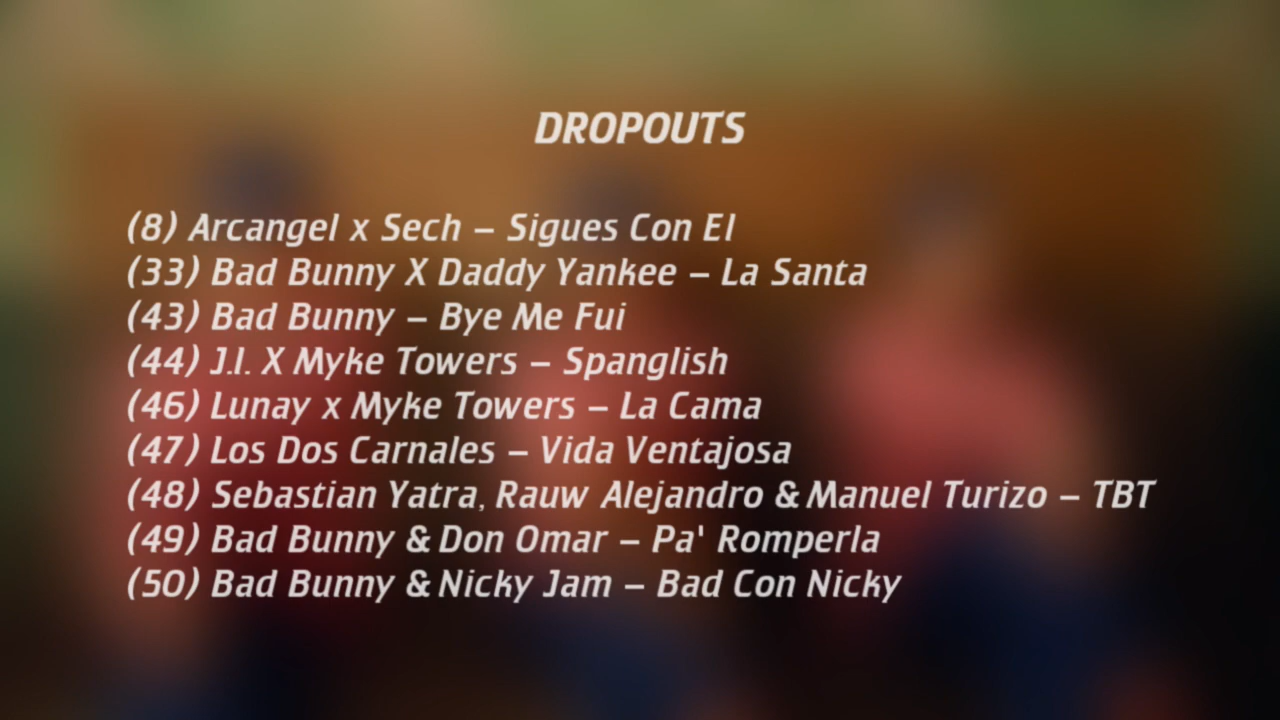 DROPOUTS
(8) Arcangel x Sech – Sigues Con El
(33) Bad Bunny X Daddy Yankee – La Santa
(43) Bad Bunny – Bye Me Fui
(44) J.I. X Myke Towers – Spanglish
(46) Lunay x Myke Towers – La Cama
(47) Los Dos Carnales – Vida Ventajosa
(48) Sebastian Yatra, Rauw Alejandro & Manuel Turizo – TBT
(49) Bad Bunny & Don Omar – Pa' Romperla
(50) Bad Bunny & Nicky Jam – Bad Con Nicky